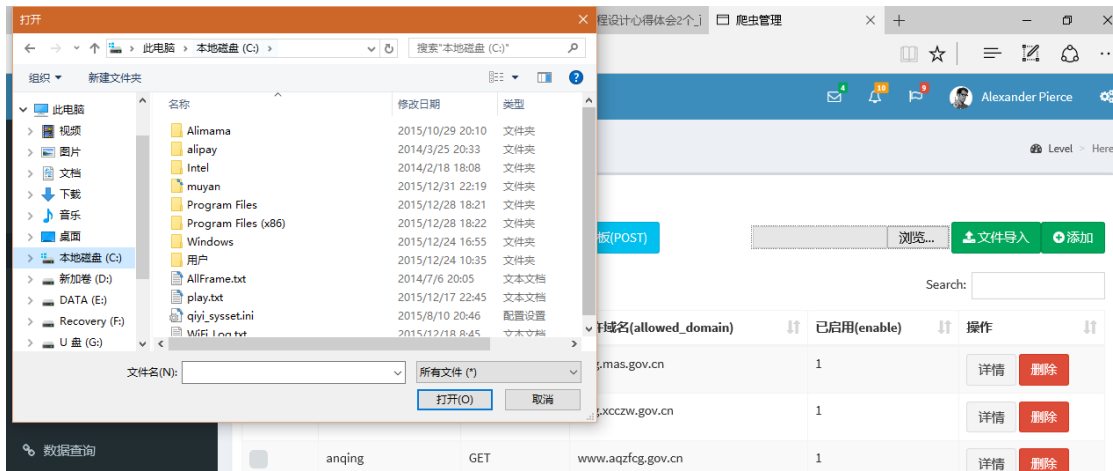 打开
程设计心得体会2个_i
爬虫管理
此电脑 › 本地磁盘 (C:) ›
搜索"本地磁盘 (C:)"
组织 新建文件夹
4 10 9
Alexander Pierce
Level > Here
此电脑
视频
图片
文档
下载
音乐
桌面
本地磁盘 (C:)
新加卷 (D:)
DATA (E:)
Recovery (F:)
U 盘 (G:)
名称 修改日期 类型
Alimama 2015/10/29 20:10 文件夹
alipay 2014/3/25 20:33 文件夹
Intel 2014/2/18 18:08 文件夹
muyan 2015/12/31 22:19 文件夹
Program Files 2015/12/28 18:21 文件夹
Program Files (x86) 2015/12/28 18:22 文件夹
Windows 2015/12/24 16:55 文件夹
用户 2015/12/24 10:35 文件夹
AllFrame.txt 2014/7/6 20:05 文本文档
play.txt 2015/12/17 22:45 文本文档
qiyi_sysset.ini 2015/8/10 20:46 配置设置
WiFi_Log.txt 2015/12/18 8:45 文本文档
文件名(N):
所有文件 (*)
打开(O) 取消
板(POST)
浏览... 文件导入 添加
Search:
许域名(allowed_domain) 已启用(enable) 操作
.mas.gov.cn 1 详情 删除
.xcczw.gov.cn 1 详情 删除
数据查询
anqing GET www.aqzfcg.gov.cn 1 详情 删除